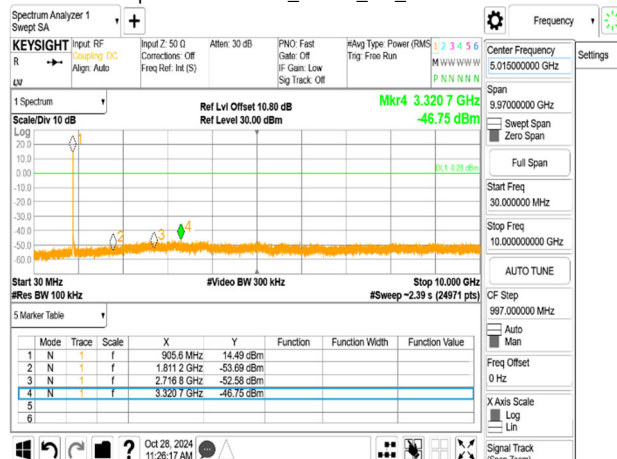 Spectrum Analyzer 1
Swept SA
Frequency
KEYSIGHT
Input: RF
Coupling: DC
Align: Auto
Input Z: 50 Ω
Corrections: Off
Freq Ref: Int (S)
Atten: 30 dB
PNO: Fast
Gate: Off
IF Gain: Low
Sig Track: Off
#Avg Type: Power (RMS
Trig: Free Run
1 2 3 4 5 6
M W W W W W
P N N N N N
R
Center Frequency
5.015000000 GHz
Settings
Span
9.97000000 GHz
Swept Span
Zero Span
Full Span
Start Freq
30.000000 MHz
Stop Freq
10.000000000 GHz
AUTO TUNE
CF Step
997.000000 MHz
Auto
Man
Freq Offset
0 Hz
X Axis Scale
Log
Lin
Signal Track
(Span Zoom)
1 Spectrum
Scale/Div 10 dB
Ref Lvl Offset 10.80 dB
Ref Level 30.00 dBm
Mkr4 3.320 7 GHz
-46.75 dBm
Log
20.0
10.0
0.00
-10.0
-20.0
-30.0
-40.0
-50.0
-60.0
1
2
3
4
DL1 -0.28 dBm
Start 30 MHz
#Res BW 100 kHz
#Video BW 300 kHz
Stop 10.000 GHz
#Sweep ~2.39 s (24971 pts)
5 Marker Table
Mode Trace Scale X Y Function Function Width Function Value
1 N 1 f 905.6 MHz 14.49 dBm
2 N 1 f 1.811 2 GHz -53.69 dBm
3 N 1 f 2.716 8 GHz -52.58 dBm
4 N 1 f 3.320 7 GHz -46.75 dBm
5
6
?
Oct 28, 2024
11:26:17 AM